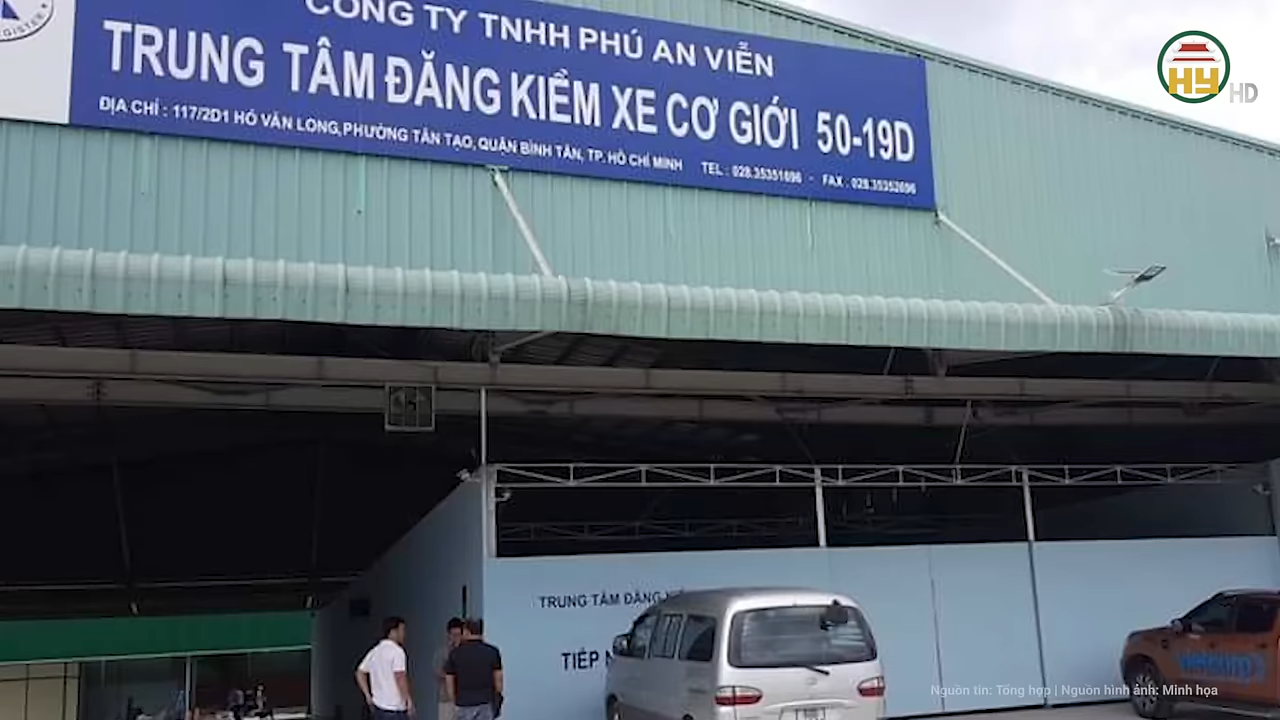 CÔNG TY TNHH PHÚ AN VIỄN
TRUNG TÂM ĐĂNG KIỂM XE CƠ GIỚI 50-19D
ĐỊA CHỈ : 117/2D1 HỒ VĂN LONG, PHƯỜNG TÂN TẠO, QUẬN BÌNH TÂN, TP. HỒ CHÍ MINH TEL : 028.35351696 - FAX : 028.35352696
HY HD
TRUNG TÂM ĐĂNG
TIẾP
Nguồn tin: Tổng hợp | Nguồn hình ảnh: Minh họa